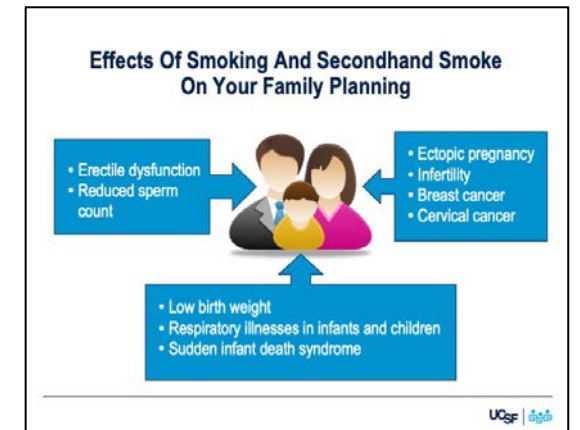 Effects Of Smoking And Secondhand Smoke
On Your Family Planning
• Erectile dysfunction
• Reduced sperm
count
• Ectopic pregnancy
• Infertility
• Breast cancer
• Cervical cancer
• Low birth weight
• Respiratory illnesses in infants and children
• Sudden infant death syndrome
UCSF